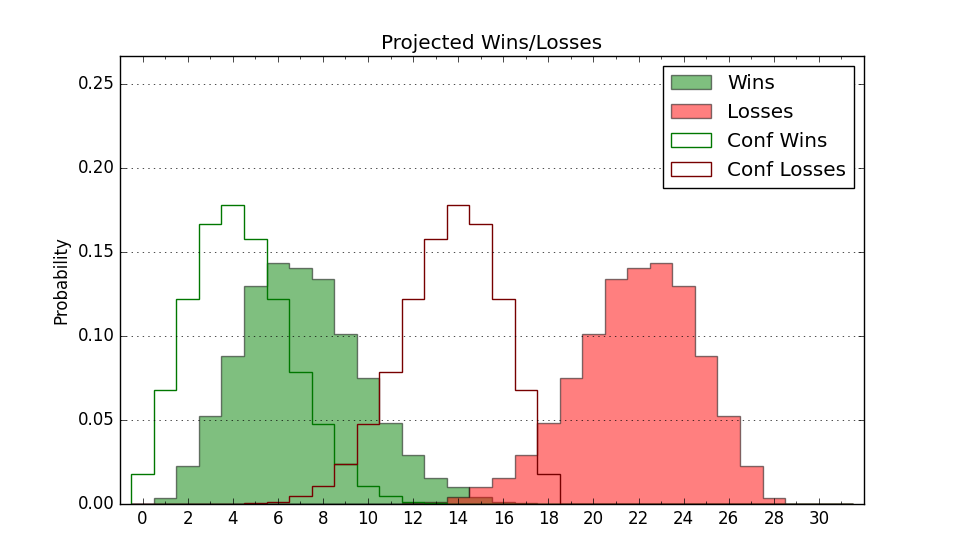 Projected Wins/Losses
Wins
Losses
Conf Wins
Conf Losses
Probability
0.25
0.20
0.15
0.10
0.05
0.00
0 2 4 6 8 10 12 14 16 18 20 22 24 26 28 30